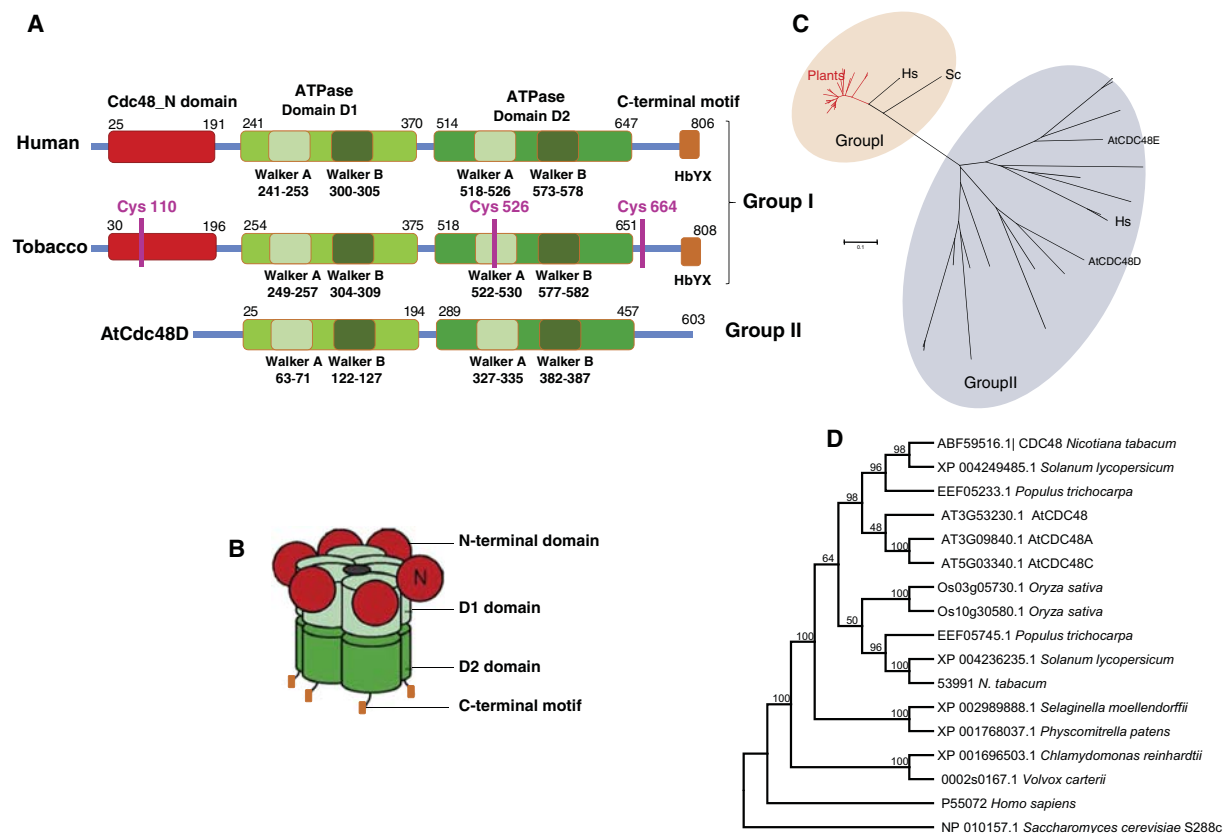 A
Cdc48_N domain
ATPase
Domain D1
ATPase
Domain D2
C-terminal motif
25
191
241
370
514
647
806
Human
Walker A
241-253
Walker B
300-305
Walker A
518-526
Walker B
573-578
HbYX
Cys 110
Cys 526
Cys 664
Group I
30
196
254
375
518
651
808
Tobacco
Walker A
249-257
Walker B
304-309
Walker A
522-530
Walker B
577-582
HbYX
25
194
289
457
603
AtCdc48D
Group II
Walker A
63-71
Walker B
122-127
Walker A
327-335
Walker B
382-387
B
N-terminal domain
N
D1 domain
D2 domain
C-terminal motif
C
Plants
Hs
Sc
GroupI
AtCDC48E
Hs
0.1
AtCDC48D
GroupII
D
98
ABF59516.1| CDC48 Nicotiana tabacum
96
XP 004249485.1 Solanum lycopersicum
EEF05233.1 Populus trichocarpa
98
AT3G53230.1 AtCDC48
48
AT3G09840.1 AtCDC48A
100
AT5G03340.1 AtCDC48C
64
Os03g05730.1 Oryza sativa
100
Os10g30580.1 Oryza sativa
50
EEF05745.1 Populus trichocarpa
96
XP 004236235.1 Solanum lycopersicum
100
53991 N. tabacum
100
XP 002989888.1 Selaginella moellendorffii
100
XP 001768037.1 Physcomitrella patens
100
XP 001696503.1 Chlamydomonas reinhardtii
100
0002s0167.1 Volvox carterii
P55072 Homo sapiens
NP 010157.1 Saccharomyces cerevisiae S288c